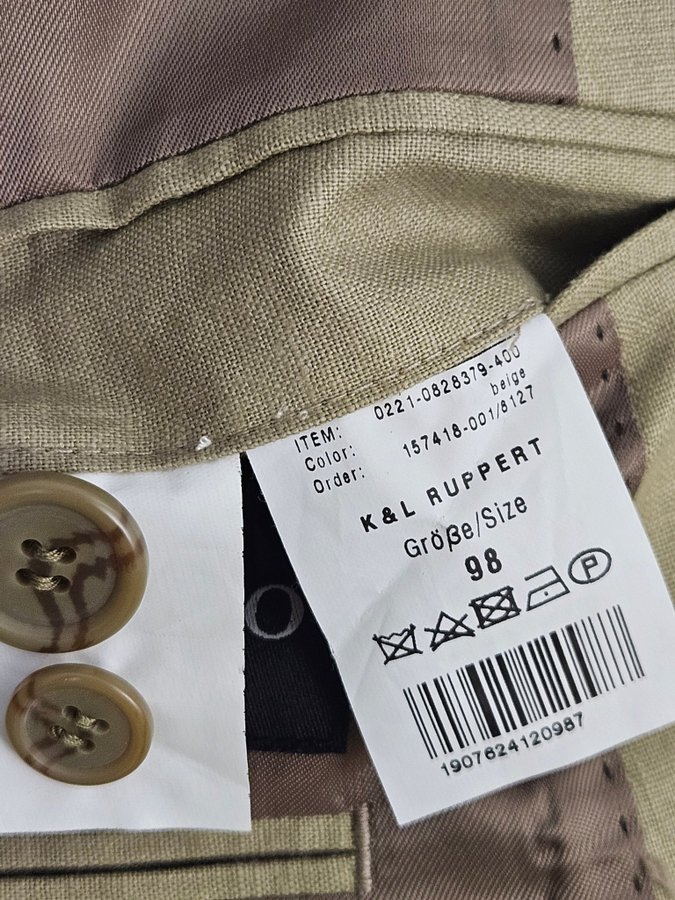 ITEM: 0221-0828379-400
Color: beige
Order: 157418-001/8127
K&L RUPPERT
Größe/Size
98
P
1907624120987
O